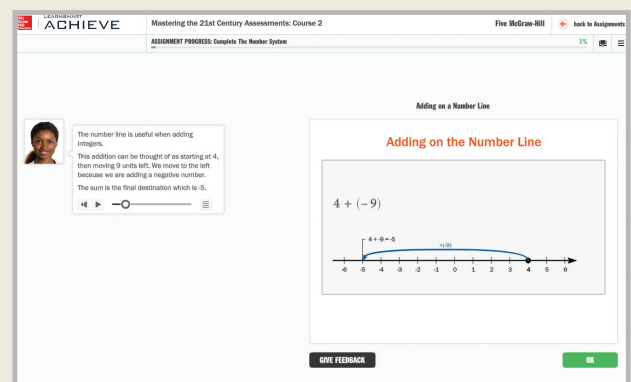 Mc Graw Hill Education
LEARNSMART
ACHIEVE
Mastering the 21st Century Assessments: Course 2
Five McGraw-Hill
back to Assignments
ASSIGNMENT PROGRESS: Complete The Number System
1%
Adding on a Number Line
The number line is useful when adding
integers.
This addition can be thought of as starting at 4,
then moving 9 units left. We move to the left
because we are adding a negative number.
The sum is the final destination which is -5.
Adding on the Number Line
4 + (−9)
4 + -9 = -5
+(-9)
-6 -5 -4 -3 -2 -1 0 1 2 3 4 5 6
GIVE FEEDBACK
OK